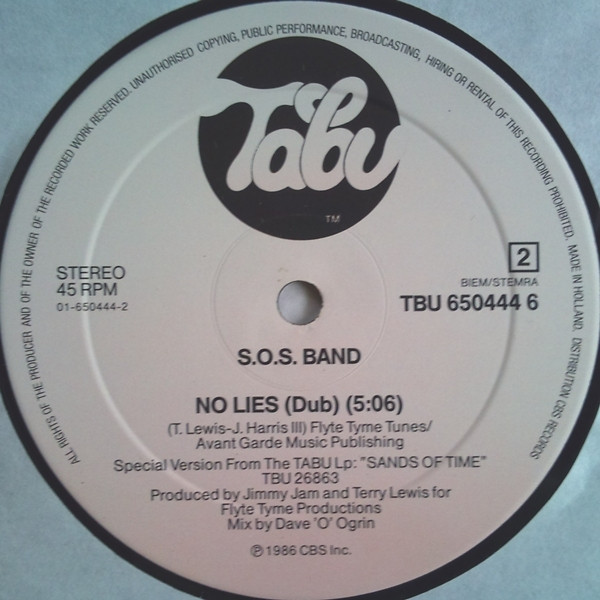 ALL RIGHTS OF THE PRODUCER AND OF THE OWNER OF THE RECORDED WORK RESERVED. UNAUTHORISED COPYING, PUBLIC PERFORMANCE, BROADCASTING, HIRING OR RENTAL OF THIS RECORDING PROHIBITED. MADE IN HOLLAND. DISTRIBUTION CBS RECORDS
Tabu
TM
STEREO
45 RPM
01-650444-2
2
BIEM/STEMRA
TBU 650444 6
S.O.S. BAND
NO LIES (Dub) (5:06)
(T. Lewis-J. Harris III) Flyte Tyme Tunes/
Avant Garde Music Publishing
Special Version From The TABU Lp: "SANDS OF TIME"
TBU 26863
Produced by Jimmy Jam and Terry Lewis for
Flyte Tyme Productions
Mix by Dave 'O' Ogrin
℗ 1986 CBS Inc.